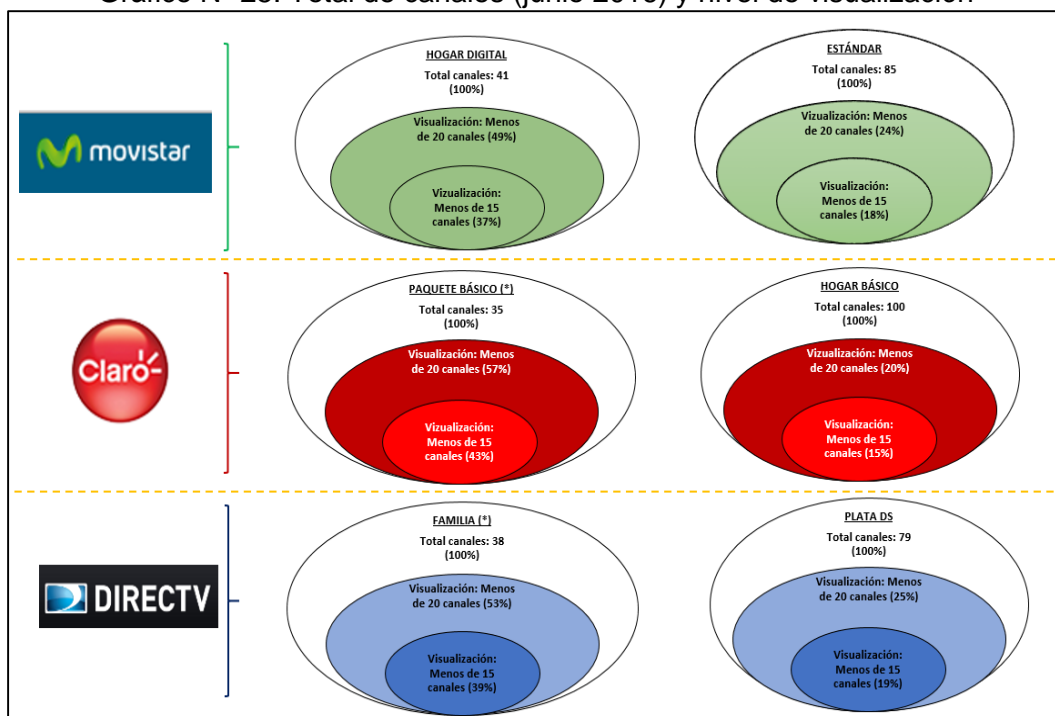 HOGAR DIGITAL
Total canales: 41
(100%)
Visualización: Menos
de 20 canales (49%)
Vizualización:
Menos de 15
canales (37%)
ESTÁNDAR
Total canales: 85
(100%)
Vizualización: Menos
de 20 canales (24%)
Visualización:
Menos de 15
canales (18%)
movistar
PAQUETE BÁSICO (*)
Total canales: 35
(100%)
Visualización: Menos
de 20 canales (57%)
Vizualización:
Menos de 15
canales (43%)
HOGAR BÁSICO
Total canales: 100
(100%)
Vizualización: Menos
de 20 canales (20%)
Visualización:
Menos de 15
canales (15%)
Claro
FAMILIA (*)
Total canales: 38
(100%)
Visualización: Menos
de 20 canales (53%)
Visualización:
Menos de 15
canales (39%)
PLATA DS
Total canales: 79
(100%)
Visualización: Menos
de 20 canales (25%)
Visualización:
Menos de 15
canales (19%)
DIRECTV